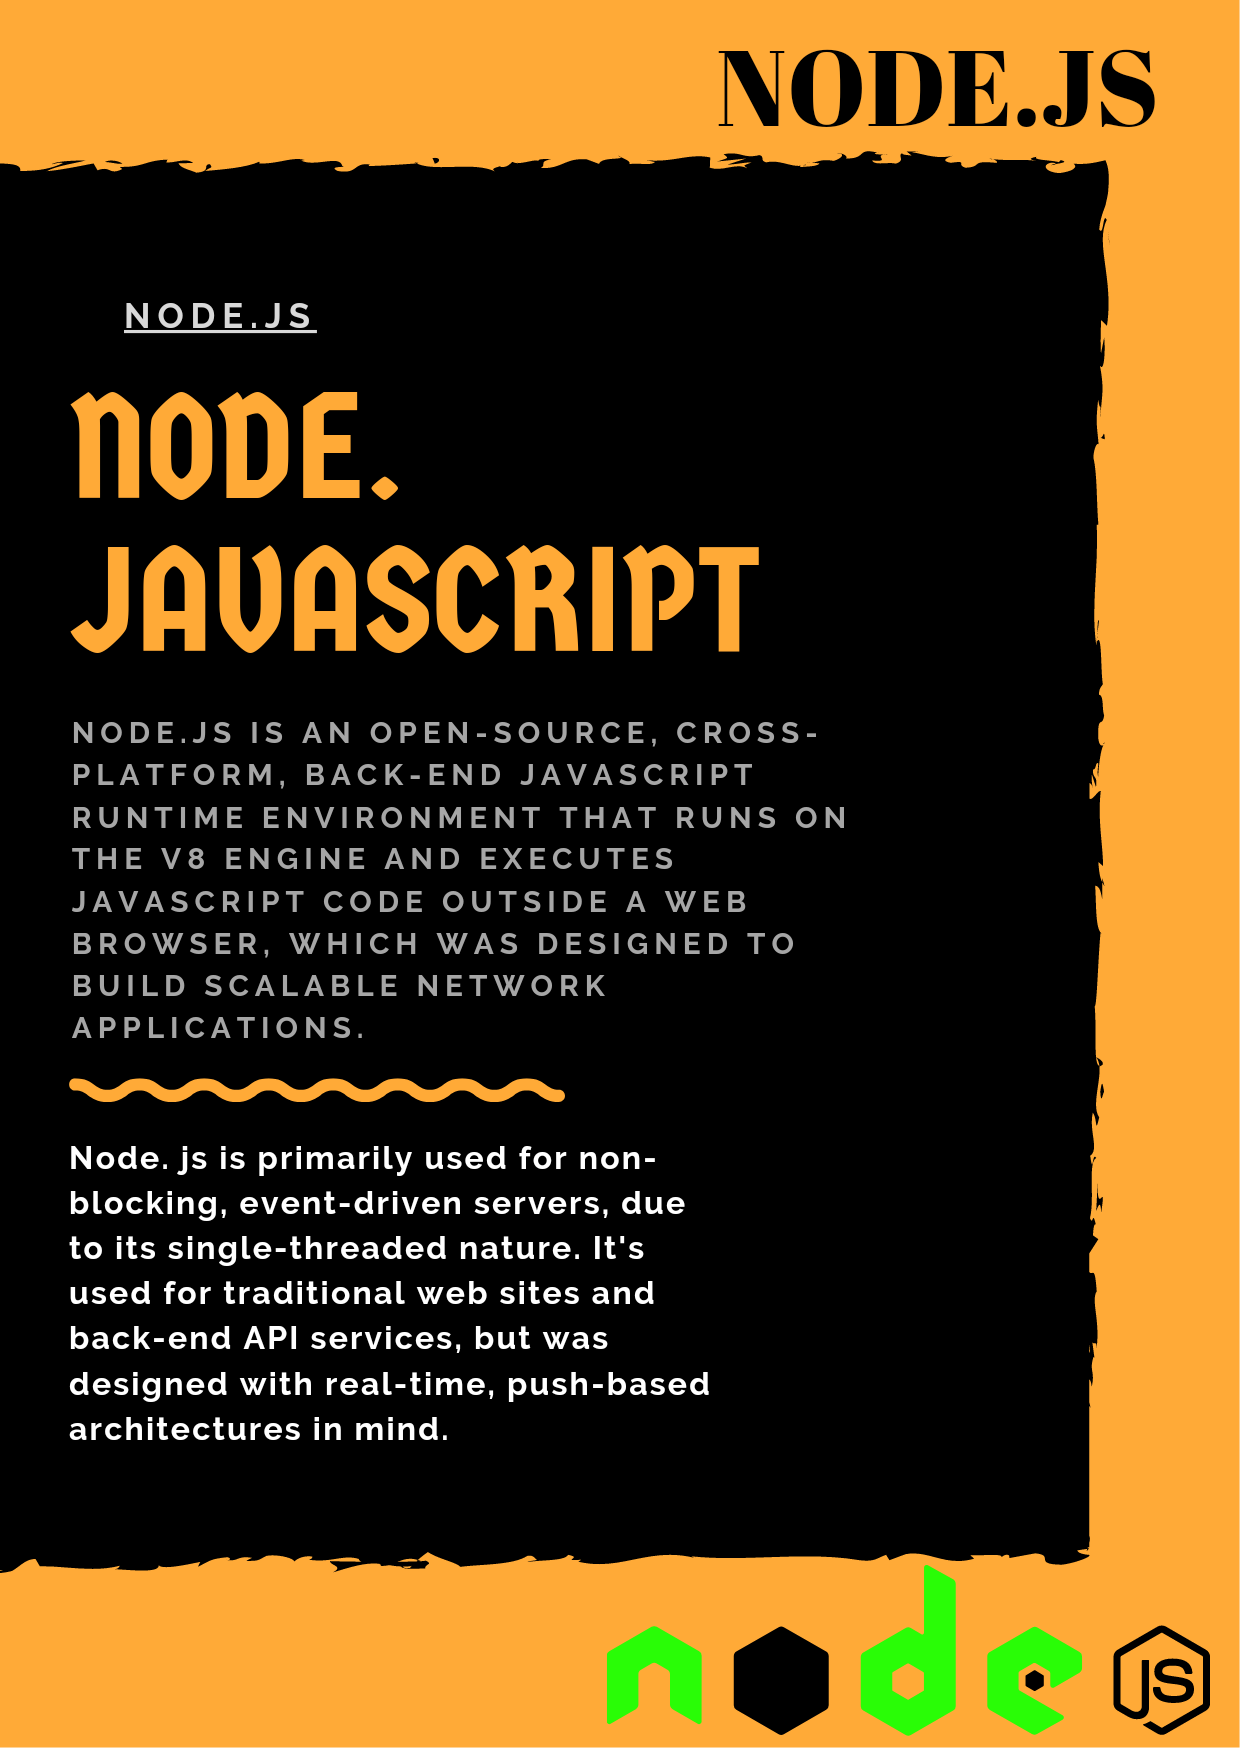 NODE.JS
NODE.JS
NODE.
JAVASCRIPT
NODE.JS IS AN OPEN-SOURCE, CROSS-
PLATFORM, BACK-END JAVASCRIPT
RUNTIME ENVIRONMENT THAT RUNS ON
THE V8 ENGINE AND EXECUTES
JAVASCRIPT CODE OUTSIDE A WEB
BROWSER, WHICH WAS DESIGNED TO
BUILD SCALABLE NETWORK
APPLICATIONS.
Node. js is primarily used for non-
blocking, event-driven servers, due
to its single-threaded nature. It's
used for traditional web sites and
back-end API services, but was
designed with real-time, push-based
architectures in mind.
node JS